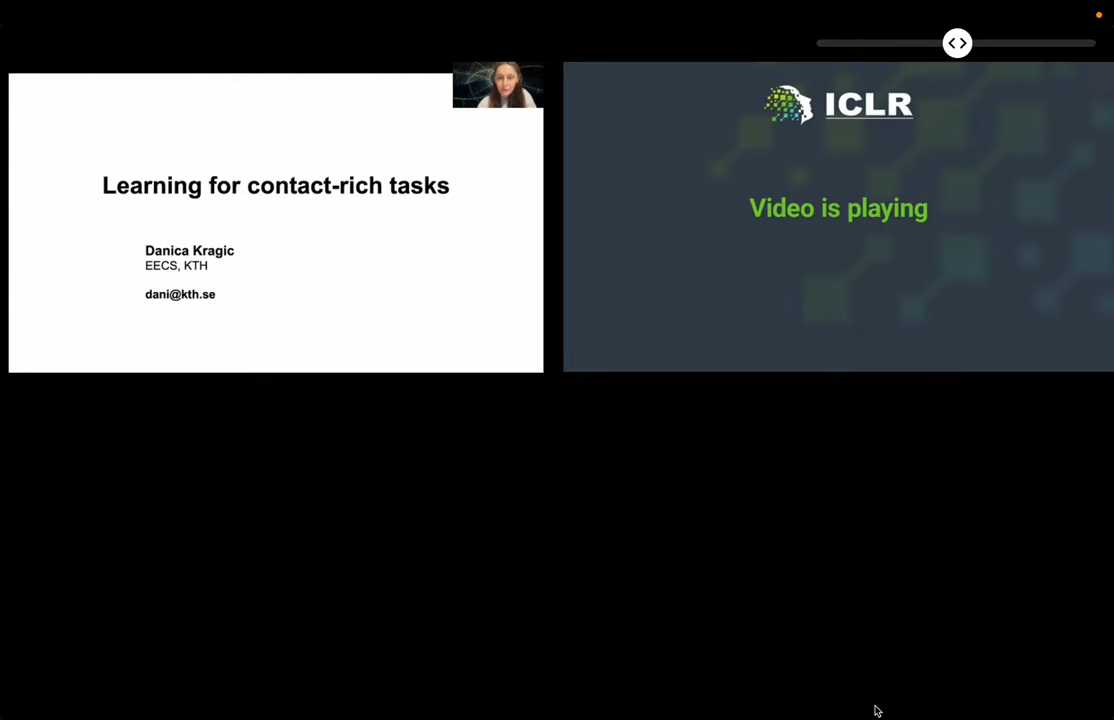 Learning for contact-rich tasks
Danica Kragic
EECS, KTH
dani@kth.se
ICLR
Video is playing